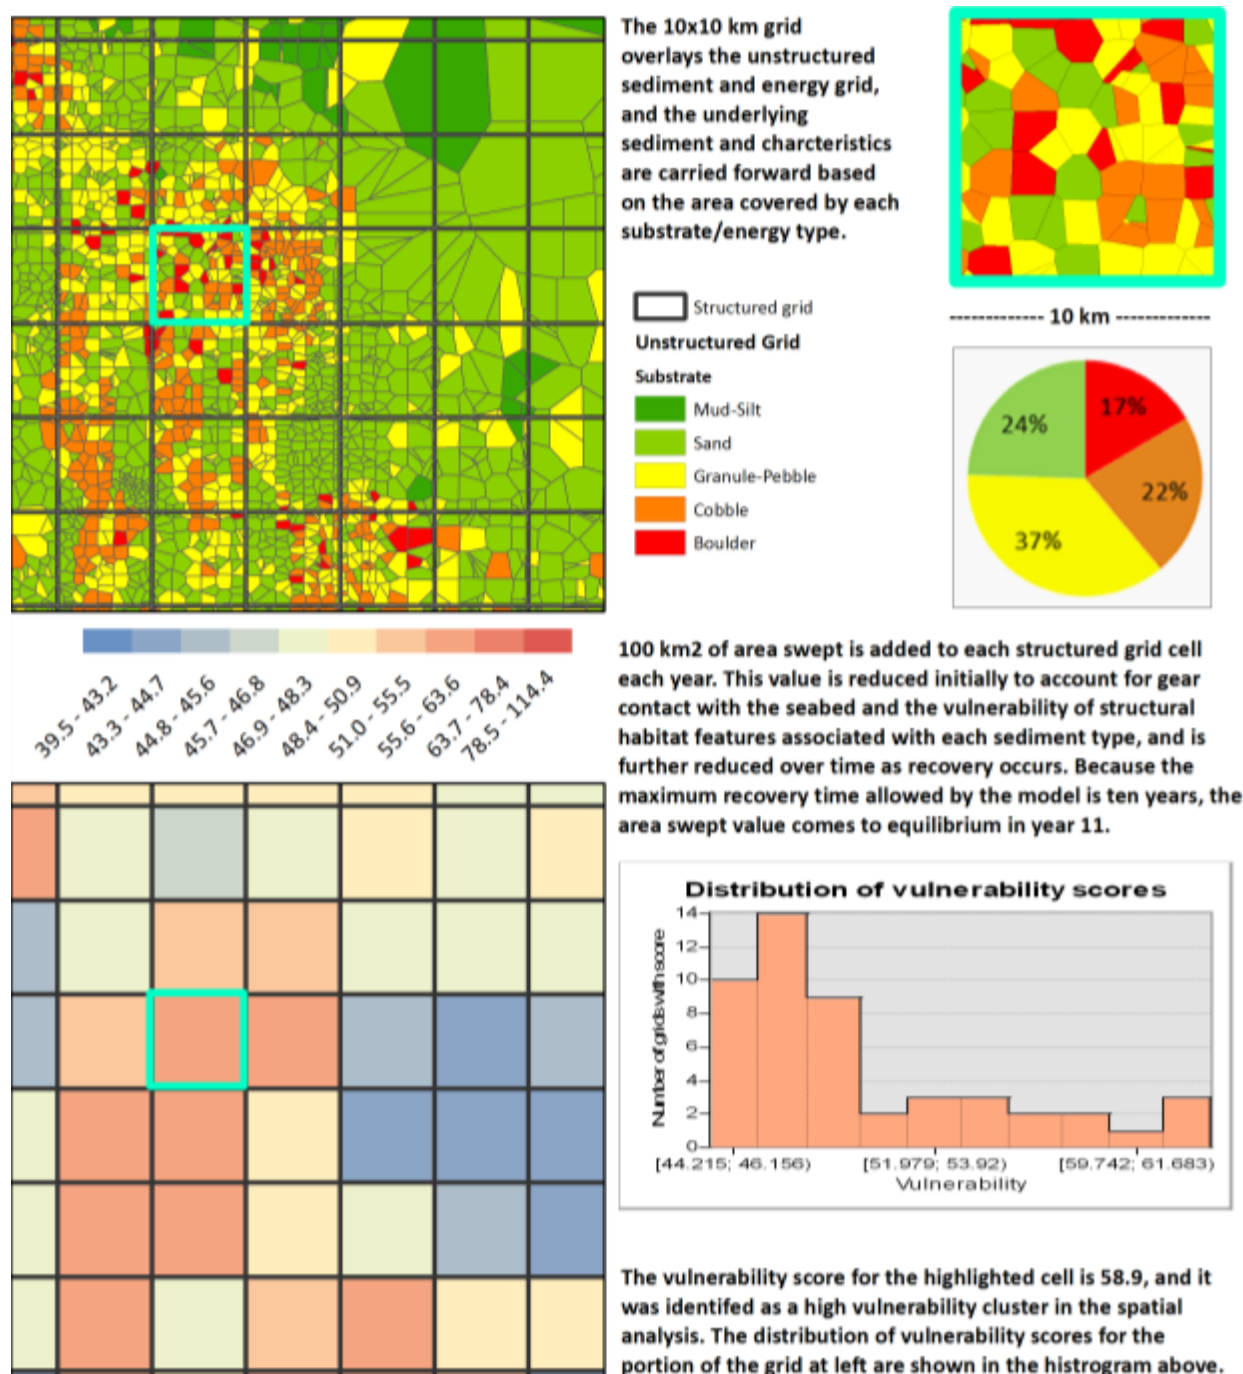 The 10x10 km grid
overlays the unstructured
sediment and energy grid,
and the underlying
sediment and charcteristics
are carried forward based
on the area covered by each
substrate/energy type.
------------- 10 km -------------
Structured grid
Unstructured Grid
Substrate
Mud-Silt
Sand
Granule-Pebble
Cobble
Boulder
17%
24%
22%
37%
39.5 - 43.2
43.3 - 44.7
44.8 - 45.6
45.7 - 46.8
46.9 - 48.3
48.4 - 50.9
51.0 - 55.5
55.6 - 63.6
63.7 - 78.4
78.5 - 114.4
100 km2 of area swept is added to each structured grid cell
each year. This value is reduced initially to account for gear
contact with the seabed and the vulnerability of structural
habitat features associated with each sediment type, and is
further reduced over time as recovery occurs. Because the
maximum recovery time allowed by the model is ten years, the
area swept value comes to equilibrium in year 11.
Distribution of vulnerability scores
Number of grids with score
14
12
10
8
6
4
2
0
[44.215; 46.156)
[51.979; 53.92)
[59.742; 61.683)
Vulnerability
The vulnerability score for the highlighted cell is 58.9, and it
was identifed as a high vulnerability cluster in the spatial
analysis. The distribution of vulnerability scores for the
portion of the grid at left are shown in the histrogram above.